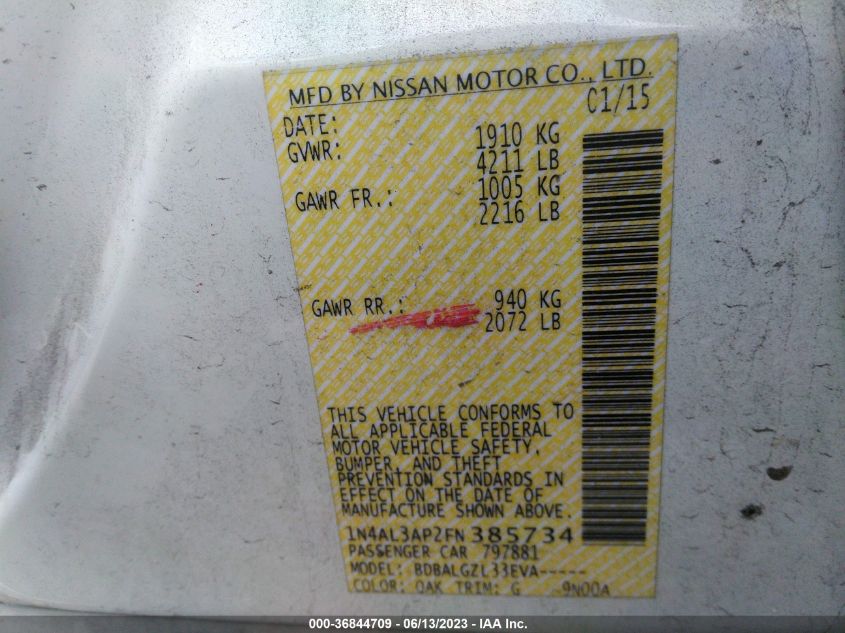 MFD BY NISSAN MOTOR CO., LTD.
DATE: 01/15
GVWR: 1910 KG
4211 LB
GAWR FR.: 1005 KG
2216 LB
GAWR RR.: 940 KG
2072 LB
THIS VEHICLE CONFORMS TO
ALL APPLICABLE FEDERAL
MOTOR VEHICLE SAFETY,
BUMPER, AND THEFT
PREVENTION STANDARDS IN
EFFECT ON THE DATE OF
MANUFACTURE SHOWN ABOVE.
1N4AL3AP2FN385734
PASSENGER CAR 797881
MODEL: BDBALGZL33EVA-----
COLOR: QAK TRIM: G 9N00A
000-36844709 - 06/13/2023 - IAA Inc.